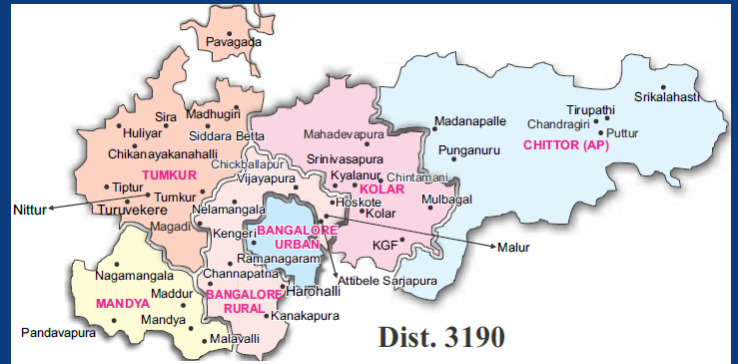 Pavagada
Srikalahasti
Sira Madhugiri
Tirupathi
Huliyar
Siddara Betta
Mahadevapura
Madanapalle
Chandragiri
Puttur
Chikanayakanahalli
Srinivasapura
Punganuru
CHITTOR (AP)
Chickballapur
TUMKUR
Vijayapura
Kyalanur
Chintamani
KOLAR
Tiptur
Tumkur
Nelamangala
Hoskote
Mulbagal
Nittur
Turuvekere
Kolar
Magadi
Kengeri
BANGALORE
URBAN
KGF
Malur
Ramanagaram
Nagamangala
Channapatna
Attibele Sarjapura
MANDYA
Maddur
BANGALORE
RURAL
Harohalli
Pandavapura
Mandya
Kanakapura
Malavalli
Dist. 3190